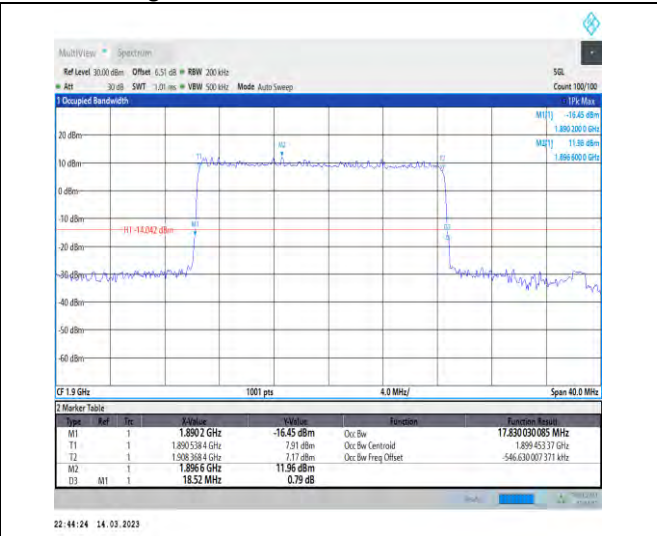 MultiView Spectrum
Ref Level 30.00 dBm Offset 6.51 dB RBW 200 kHz SGL
Att 30 dB SWT 1.01 ms VBW 500 kHz Mode Auto Sweep Count 100/100
1 Occupied Bandwidth 1Pk Max
M1[1] -16.45 dBm
1.890 200 0 GHz
M2[1] 11.96 dBm
1.896 600 0 GHz
20 dBm
M2
T1 T2
10 dBm
0 dBm
-10 dBm
M1
H1 -14.042 dBm
D3
-20 dBm
-30 dBm
-40 dBm
-50 dBm
-60 dBm
CF 1.9 GHz 1001 pts 4.0 MHz/ Span 40.0 MHz
2 Marker Table
Type Ref Trc X-Value Y-Value Function Function Result
M1 1 1.890 2 GHz -16.45 dBm Occ Bw 17.830 030 085 MHz
T1 1 1.890 538 4 GHz 7.91 dBm Occ Bw Centroid 1.899 453 37 GHz
T2 1 1.908 368 4 GHz 7.17 dBm Occ Bw Freq Offset -546.630 007 371 kHz
M2 1 1.896 6 GHz 11.96 dBm
D3 M1 1 18.52 MHz 0.79 dB
22:44:24 14.03.2023